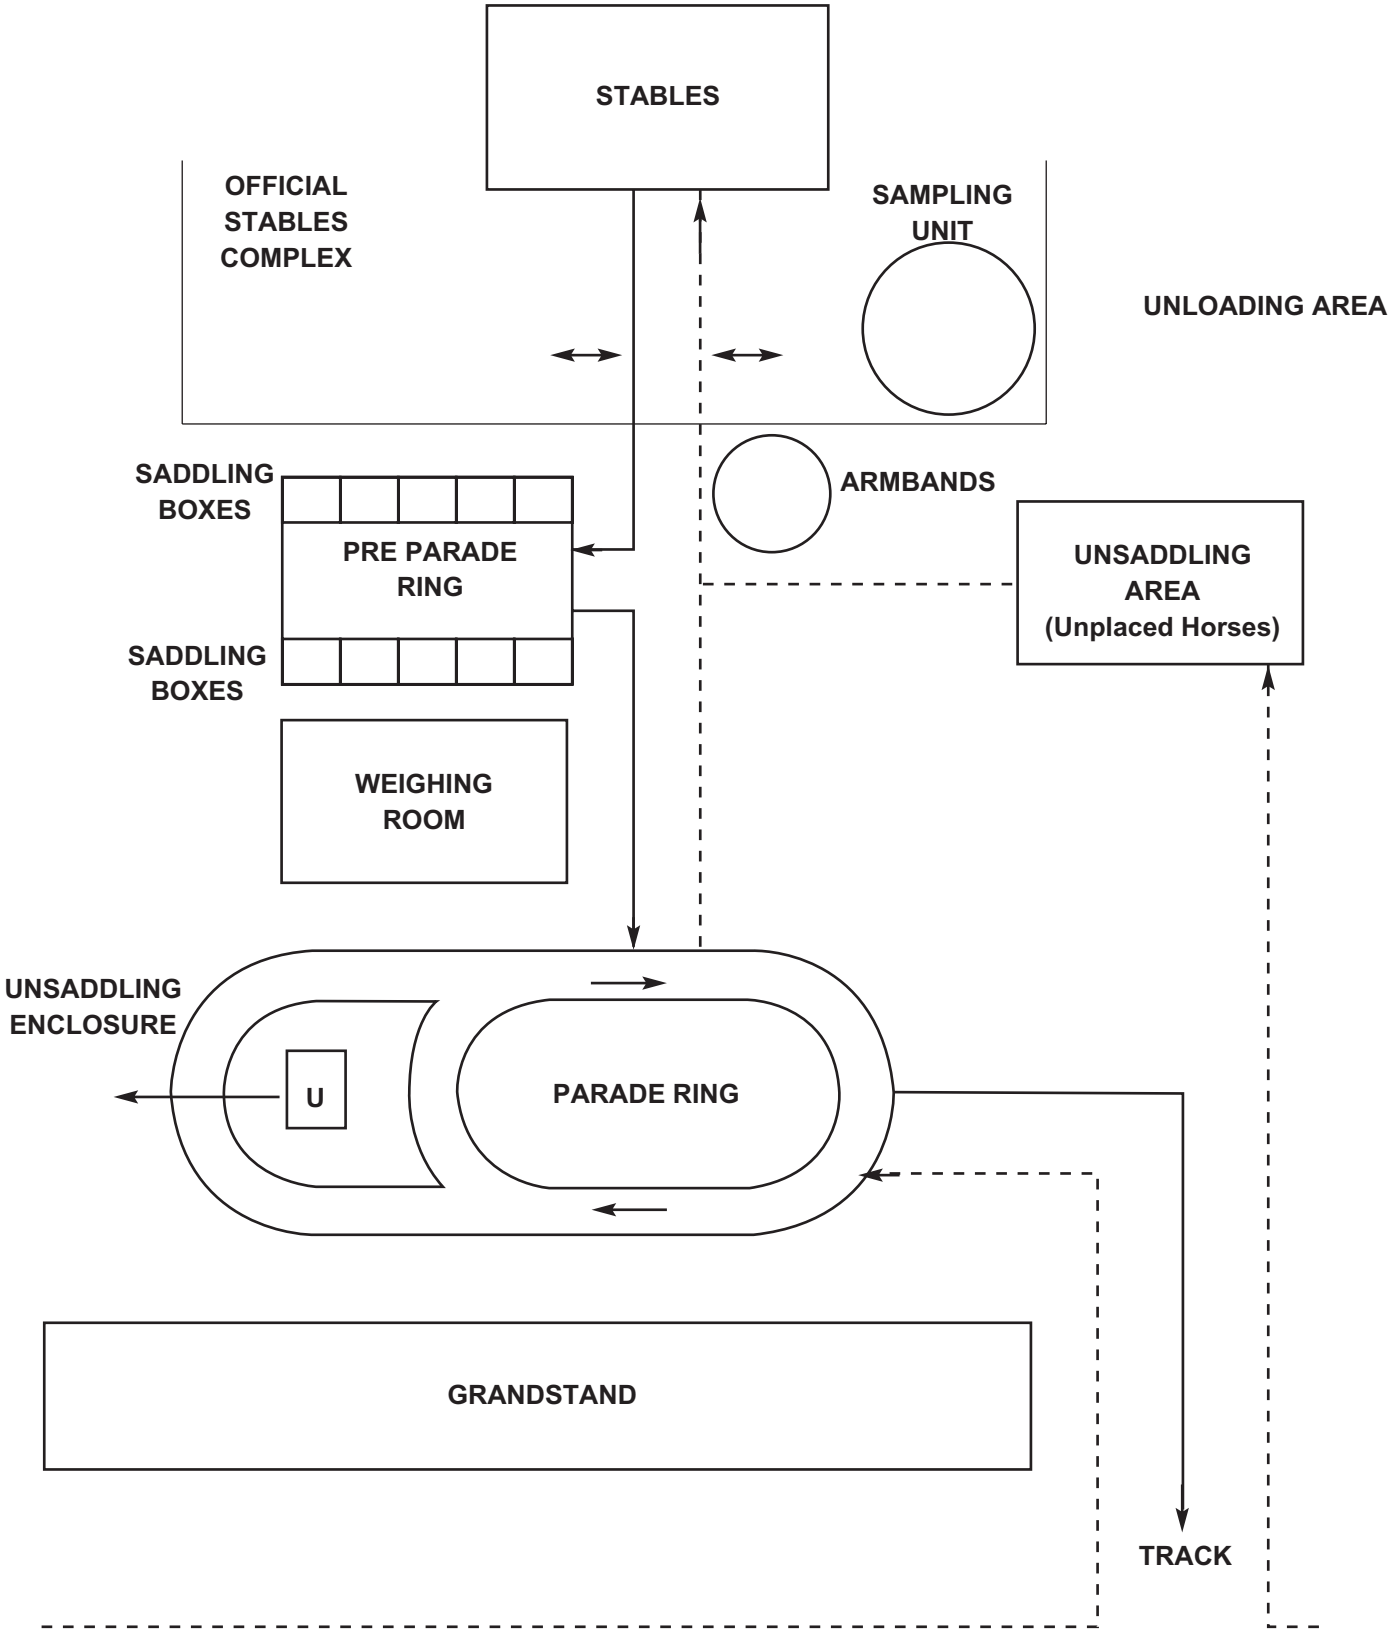 STABLES
OFFICIAL
STABLES
COMPLEX
SAMPLING
UNIT
UNLOADING AREA
SADDLING
BOXES
ARMBANDS
PRE PARADE
RING
UNSADDLING
AREA
(Unplaced Horses)
SADDLING
BOXES
WEIGHING
ROOM
UNSADDLING
ENCLOSURE
U
PARADE RING
GRANDSTAND
TRACK